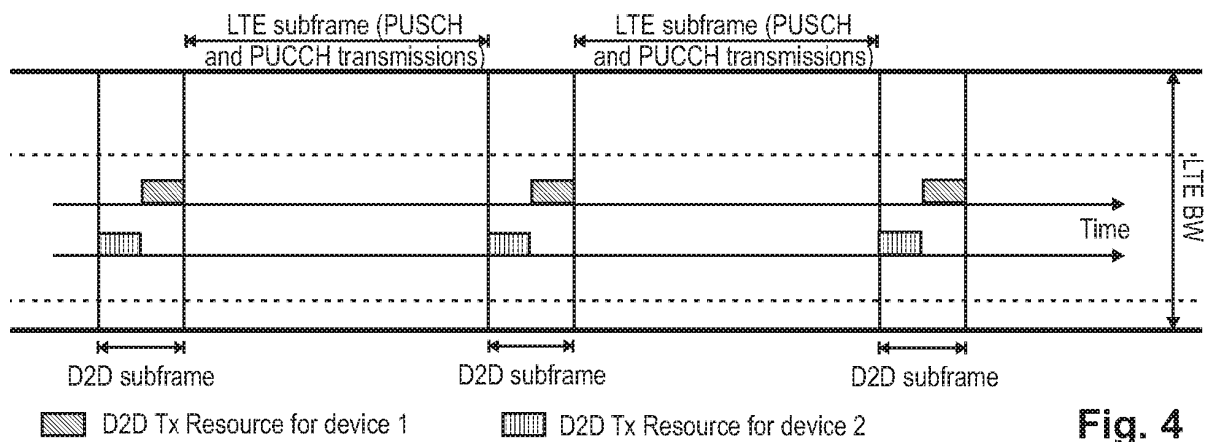 LTE subframe (PUSCH
and PUCCH transmissions)
LTE subframe (PUSCH
and PUCCH transmissions)
LTE BW
Time
D2D subframe
D2D subframe
D2D subframe
D2D Tx Resource for device 1
D2D Tx Resource for device 2
Fig. 4